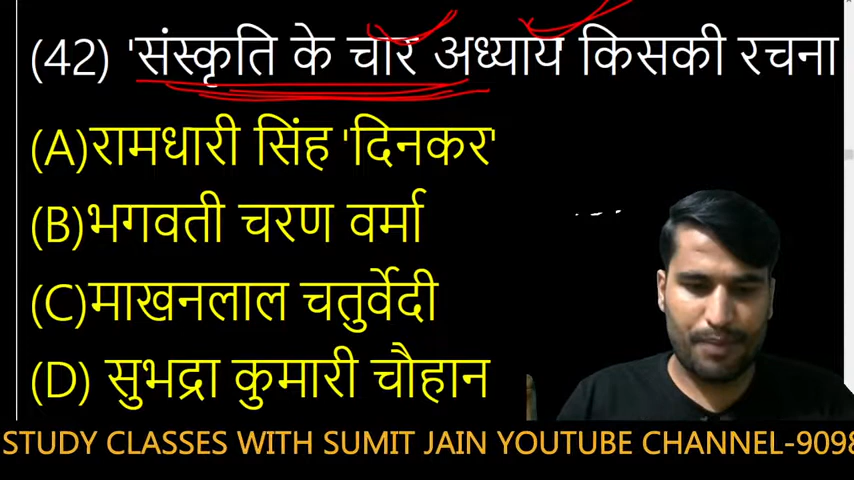 (42) 'संस्कृति के चार अध्याय किसकी रचना
(A)रामधारी सिंह 'दिनकर'
(B)भगवती चरण वर्मा
(C)माखनलाल चतुर्वेदी
(D) सुभद्रा कुमारी चौहान
STUDY CLASSES WITH SUMIT JAIN YOUTUBE CHANNEL-9098